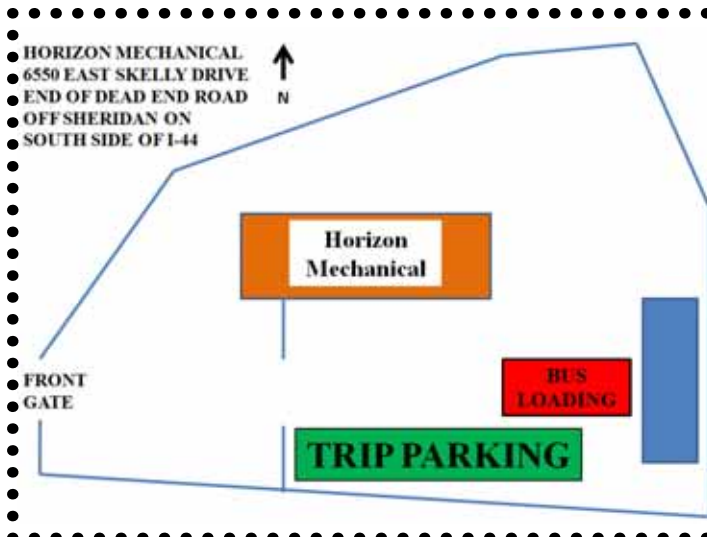 HORIZON MECHANICAL
6550 EAST SKELLY DRIVE
END OF DEAD END ROAD
OFF SHERIDAN ON
SOUTH SIDE OF I-44
N
Horizon
Mechanical
FRONT
GATE
BUS
LOADING
TRIP PARKING